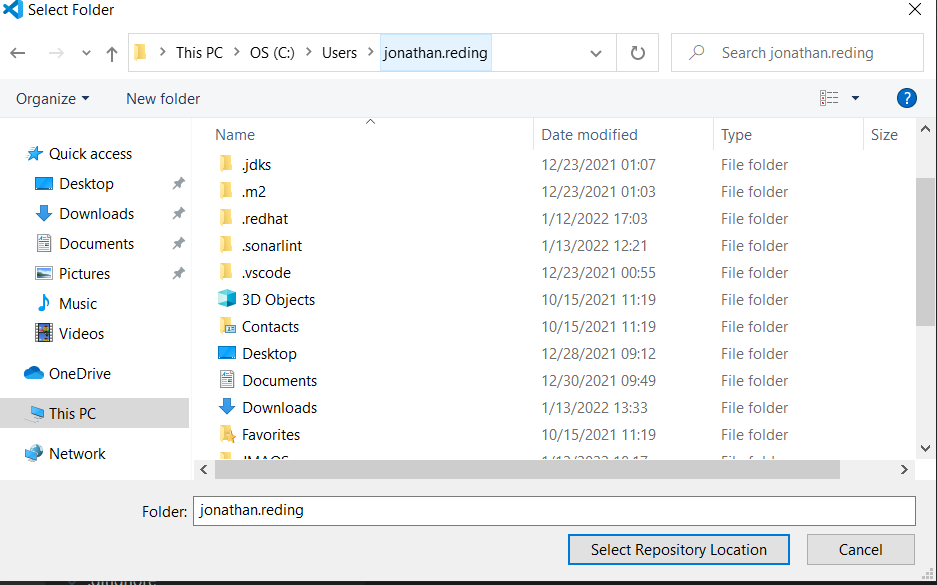 Select Folder
This PC > OS (C:) > Users > jonathan.reding
Search jonathan.reding
Organize New folder
?
Name Date modified Type Size
Quick access
Desktop
Downloads
Documents
Pictures
Music
Videos
OneDrive
This PC
Network
.jdks 12/23/2021 01:07 File folder
.m2 12/23/2021 01:03 File folder
.redhat 1/12/2022 17:03 File folder
.sonarlint 1/13/2022 12:21 File folder
.vscode 12/23/2021 00:55 File folder
3D Objects 10/15/2021 11:19 File folder
Contacts 10/15/2021 11:19 File folder
Desktop 12/28/2021 09:12 File folder
Documents 12/30/2021 09:49 File folder
Downloads 1/13/2022 13:33 File folder
Favorites 10/15/2021 11:19 File folder
Folder: jonathan.reding
Select Repository Location Cancel